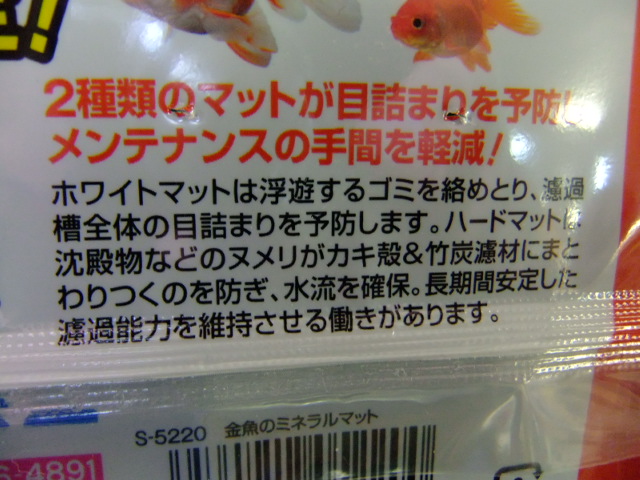 2種類のマットが目詰まりを予防し
メンテナンスの手間を軽減!
ホワイトマットは浮遊するゴミを絡めとり、濾過
槽全体の目詰まりを予防します。ハードマットは
沈殿物などのヌメリがカキ殻&竹炭濾材にまと
わりつくのを防ぎ、水流を確保。長期間安定した
濾過能力を維持させる働きがあります。
S-5220 金魚のミネラルマット
S-4891